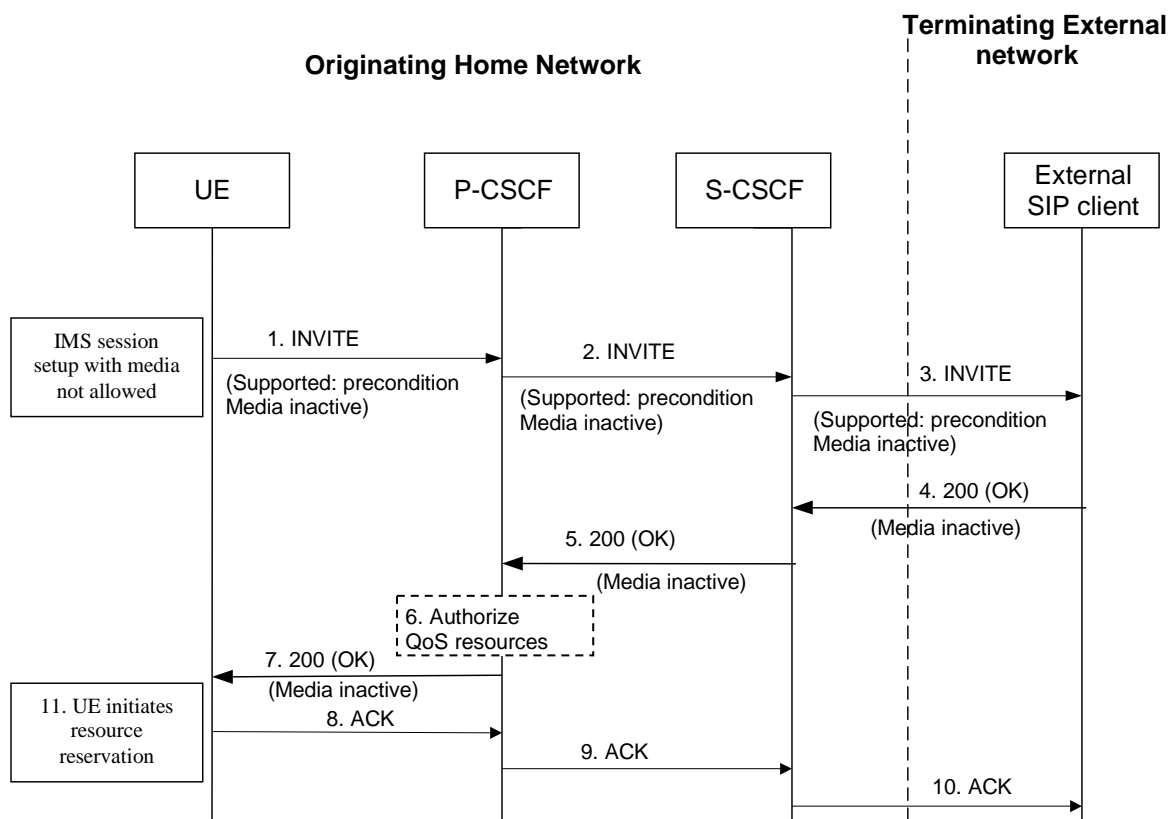 Terminating External
network
Originating Home Network
UE
P-CSCF
S-CSCF
External
SIP client
IMS session
setup with media
not allowed
1. INVITE
(Supported: precondition
Media inactive)
2. INVITE
(Supported: precondition
Media inactive)
3. INVITE
(Supported: precondition
Media inactive)
4. 200 (OK)
(Media inactive)
5. 200 (OK)
(Media inactive)
6. Authorize
QoS resources
7. 200 (OK)
(Media inactive)
11. UE initiates
resource
reservation
8. ACK
9. ACK
10. ACK